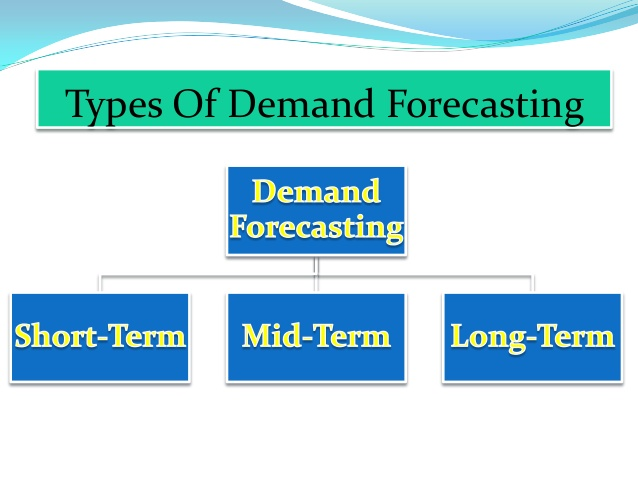 Types Of Demand Forecasting
Demand
Forecasting
Short-Term
Mid-Term
Long-Term